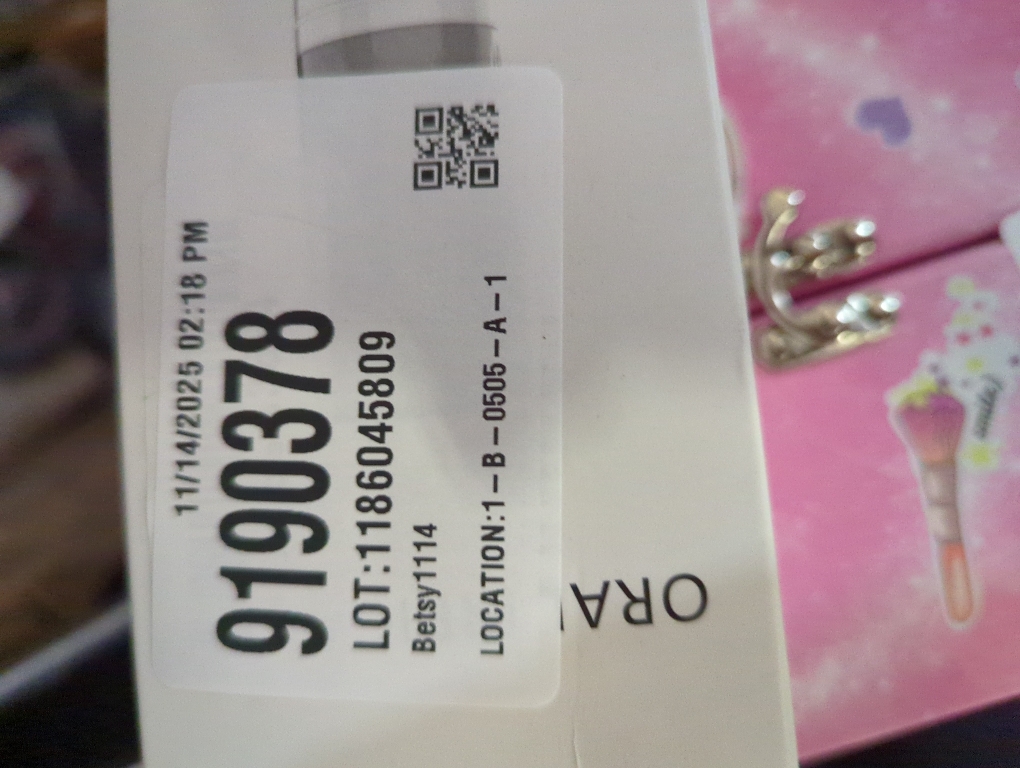 11/14/2025 02:18 PM
9190378
LOT:1186045809
Betsy1114
LOCATION:1-B-0505-A-1